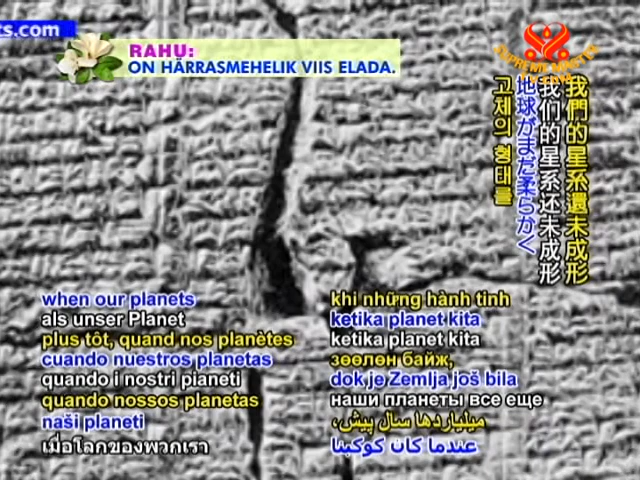 ts.com
SUPREME MASTER
TV
RAHU:
ON HÄRRASMEHELIK VIIS ELADA.
我們的星系還未成形
我们的星系还未成形
地球がまだ柔らかく
고체의 형태를
when our planets
als unser Planet
plus tôt, quand nos planètes
cuando nuestros planetas
quando i nostri pianeti
quando nossos planetas
naši planeti
เมื่อโลกของพวกเรา
khi những hành tinh
ketika planet kita
ketika planet kita
зөөлөн байж,
dok je Zemlja još bila
наши планеты все еще
میلیاردها سال پیش،
عندما كان كوكبنا